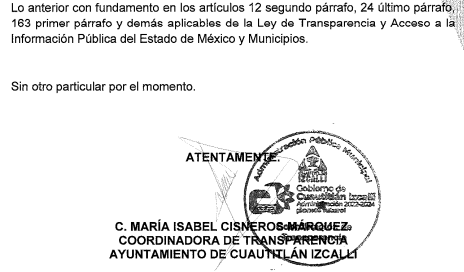 Lo anterior con fundamento en los artículos 12 segundo párrafo, 24 último párrafo,
163 primer párrafo y demás aplicables de la Ley de Transparencia y Acceso a la
Información Pública del Estado de México y Municipios.
Sin otro particular por el momento.
ATENTAMENTE.
Administración Pública Municipal
CUAUTITLÁN
IZCALLI
Gobierno de
Cuautitlán Izcalli
Administración 2022-2024
C. MARÍA ISABEL CISNEROS MÁRQUEZ
COORDINADORA DE TRANSPARENCIA
Transparencia
AYUNTAMIENTO DE CUAUTITLÁN IZCALLI